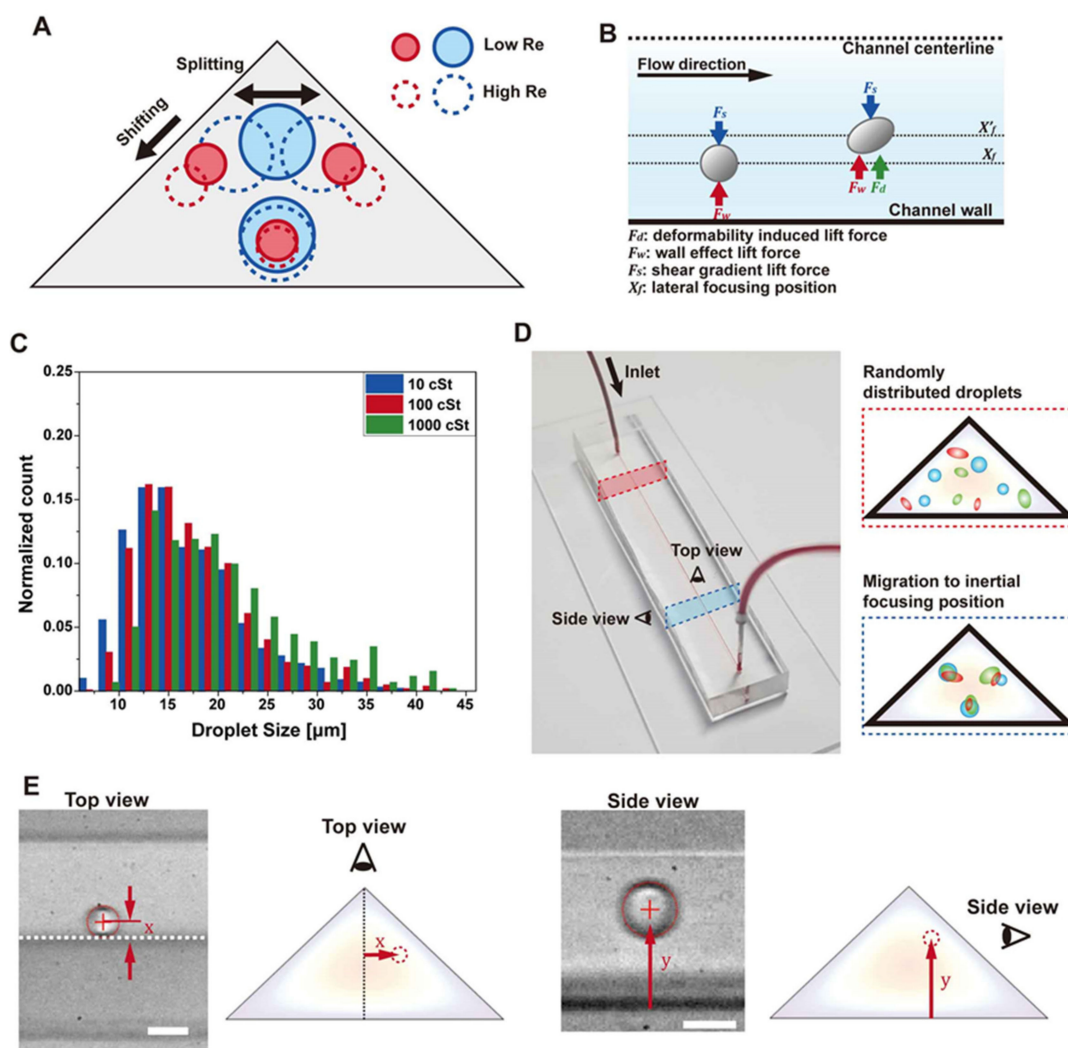 A
Splitting
Shifting
Low Re
High Re
B
Channel centerline
Flow direction
Fs
Fs
X'f
Xf
Fw
Fw
Fd
Channel wall
Fd: deformability induced lift force
Fw: wall effect lift force
Fs: shear gradient lift force
Xf: lateral focusing position
C
Normalized count
0.25
0.20
0.15
0.10
0.05
0.00
10 cSt
100 cSt
1000 cSt
10 15 20 25 30 35 40 45
Droplet Size [μm]
D
Inlet
Top view
Side view
Randomly
distributed droplets
Migration to inertial
focusing position
E
Top view
x
Top view
x
Side view
y
Side view
y